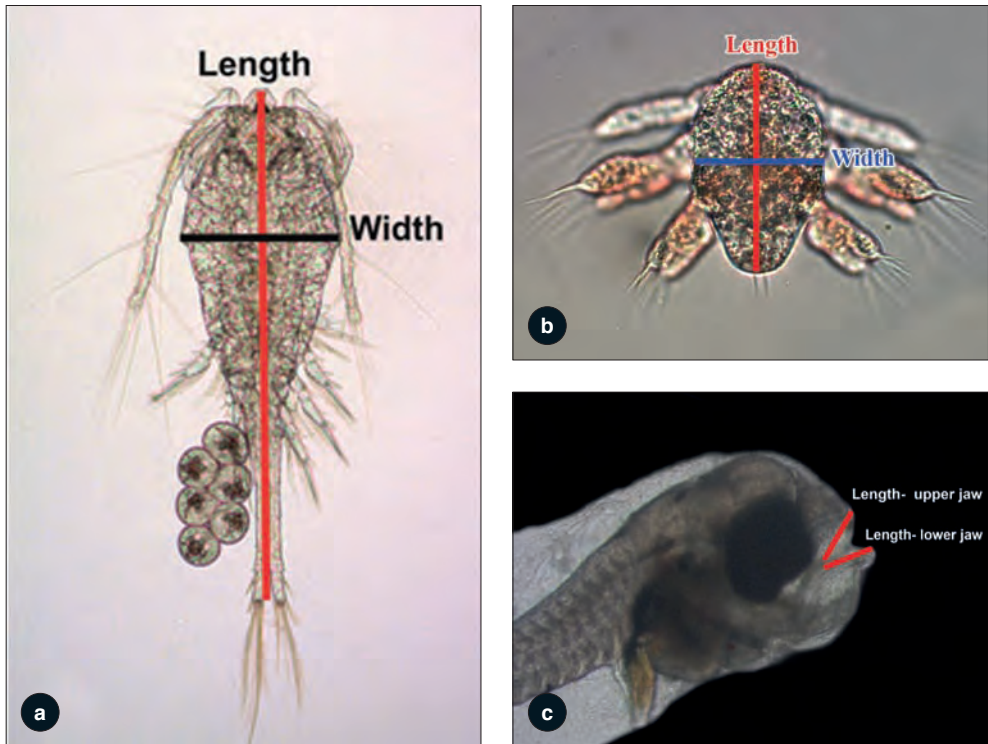 Length
Width
a
Length
Width
b
Length- upper jaw
Length- lower jaw
c